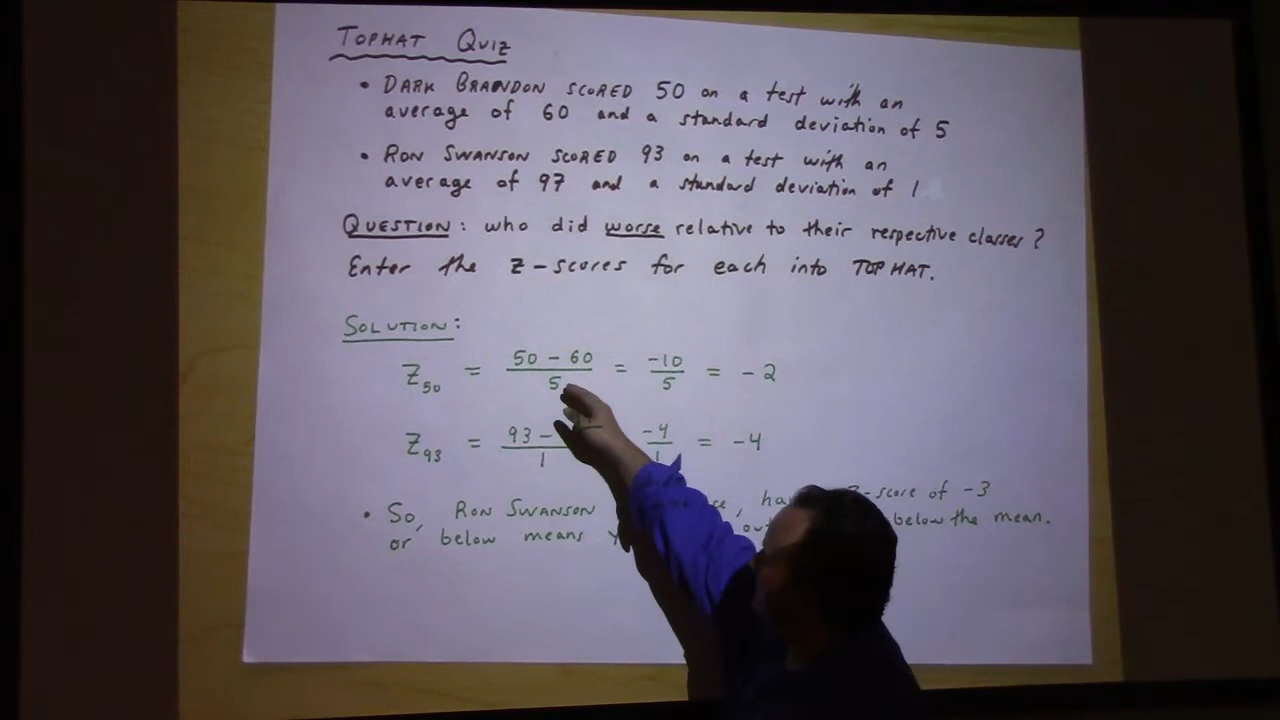 TOPHAT QUIZ
• DARK BRANDON SCORED 50 on a test with an
average of 60 and a standard deviation of 5
• RON SWANSON SCORED 93 on a test with an
average of 97 and a standard deviation of 1
QUESTION: who did worse relative to their respective classes?
Enter the Z-scores for each into TOPHAT.
SOLUTION:
Z50 = 50 - 60 / 5 = -10 / 5 = -2
Z93 = 93 - / 1 -4 / 1 = -4
• So, RON SWANSON Z-score of -3
or below means below the mean.